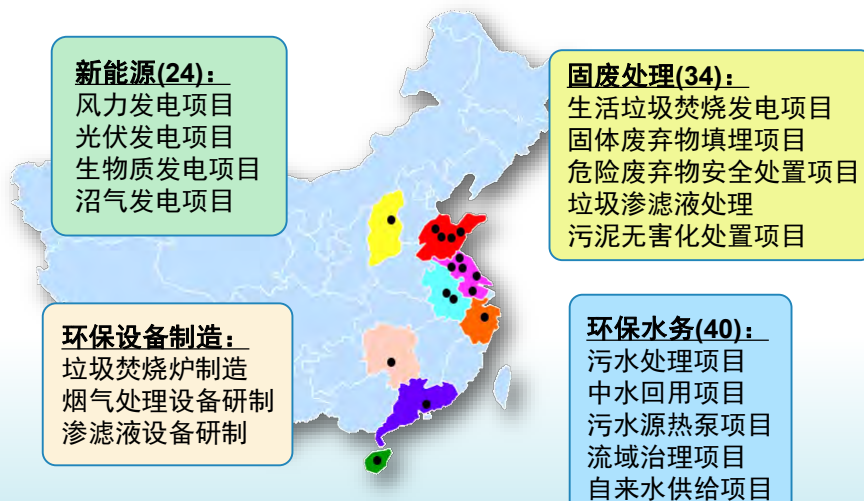 新能源(24)：
风力发电项目
光伏发电项目
生物质发电项目
沼气发电项目
固废处理(34)：
生活垃圾焚烧发电项目
固体废弃物填埋项目
危险废弃物安全处置项目
垃圾渗滤液处理
污泥无害化处置项目
环保设备制造：
垃圾焚烧炉制造
烟气处理设备研制
渗滤液设备研制
环保水务(40)：
污水处理项目
中水回用项目
污水源热泵项目
流域治理项目
自来水供给项目